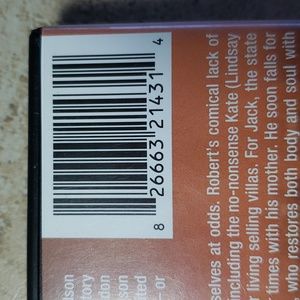 8 26663 21431 4
selves at odds. Robert's comical lack of
including the no-nonsense Kate (Lindsay
living selling villas. For Jack, the state
times with his mother. He soon falls for
who restores both body and soul with
son
or